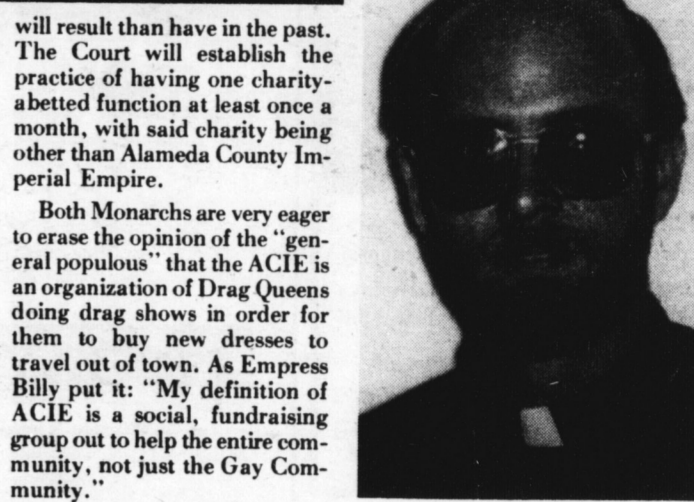 will result than have in the past.
The Court will establish the
practice of having one charity-
abetted function at least once a
month, with said charity being
other than Alameda County Im-
perial Empire.
Both Monarchs are very eager
to erase the opinion of the "gen-
eral populous" that the ACIE is
an organization of Drag Queens
doing drag shows in order for
them to buy new dresses to
travel out of town. As Empress
Billy put it: "My definition of
ACIE is a social, fundraising
group out to help the entire com-
munity, not just the Gay Com-
munity."